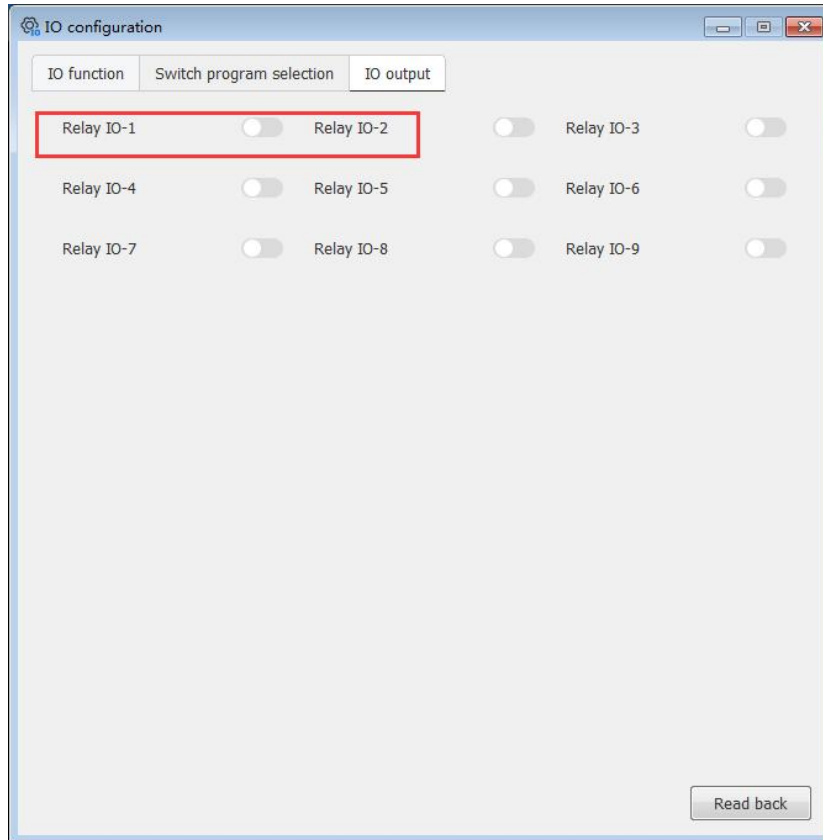 IO configuration
IO function Switch program selection IO output
Relay IO-1 Relay IO-2 Relay IO-3
Relay IO-4 Relay IO-5 Relay IO-6
Relay IO-7 Relay IO-8 Relay IO-9
Read back